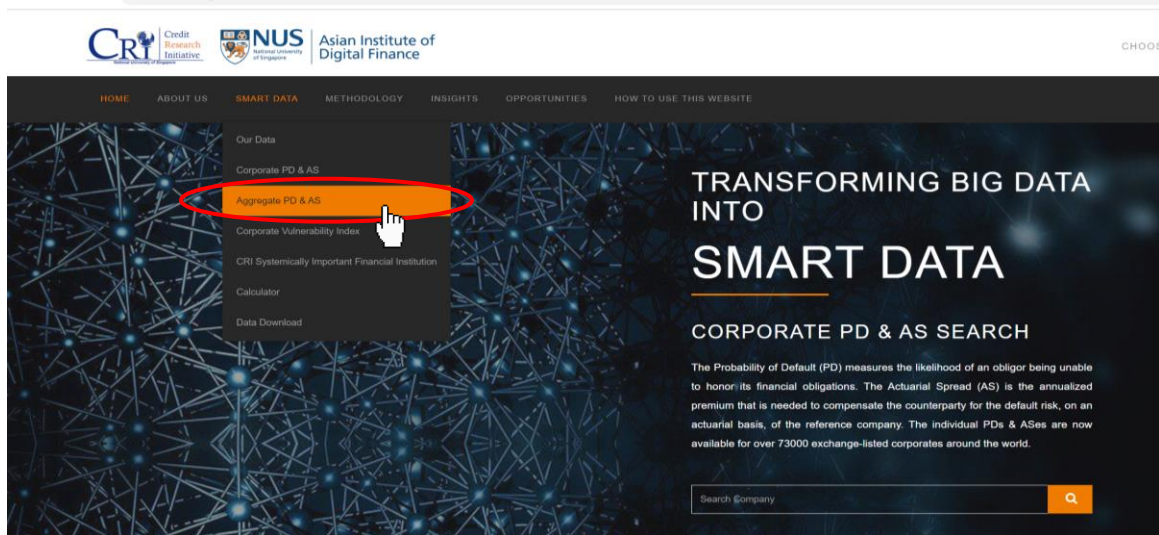 CRI
Credit
Research
Initiative
National University of Singapore
NUS
National University
of Singapore
Asian Institute of
Digital Finance
CHOOS
HOME ABOUT US SMART DATA METHODOLOGY INSIGHTS OPPORTUNITIES HOW TO USE THIS WEBSITE
Our Data
Corporate PD & AS
Aggregate PD & AS
Corporate Vulnerability Index
CRI Systemically Important Financial Institution
Calculator
Data Download
TRANSFORMING BIG DATA
INTO
SMART DATA
CORPORATE PD & AS SEARCH
The Probability of Default (PD) measures the likelihood of an obligor being unable
to honor its financial obligations. The Actuarial Spread (AS) is the annualized
premium that is needed to compensate the counterparty for the default risk, on an
actuarial basis, of the reference company. The individual PDs & ASes are now
available for over 73000 exchange-listed corporates around the world.
Search Company